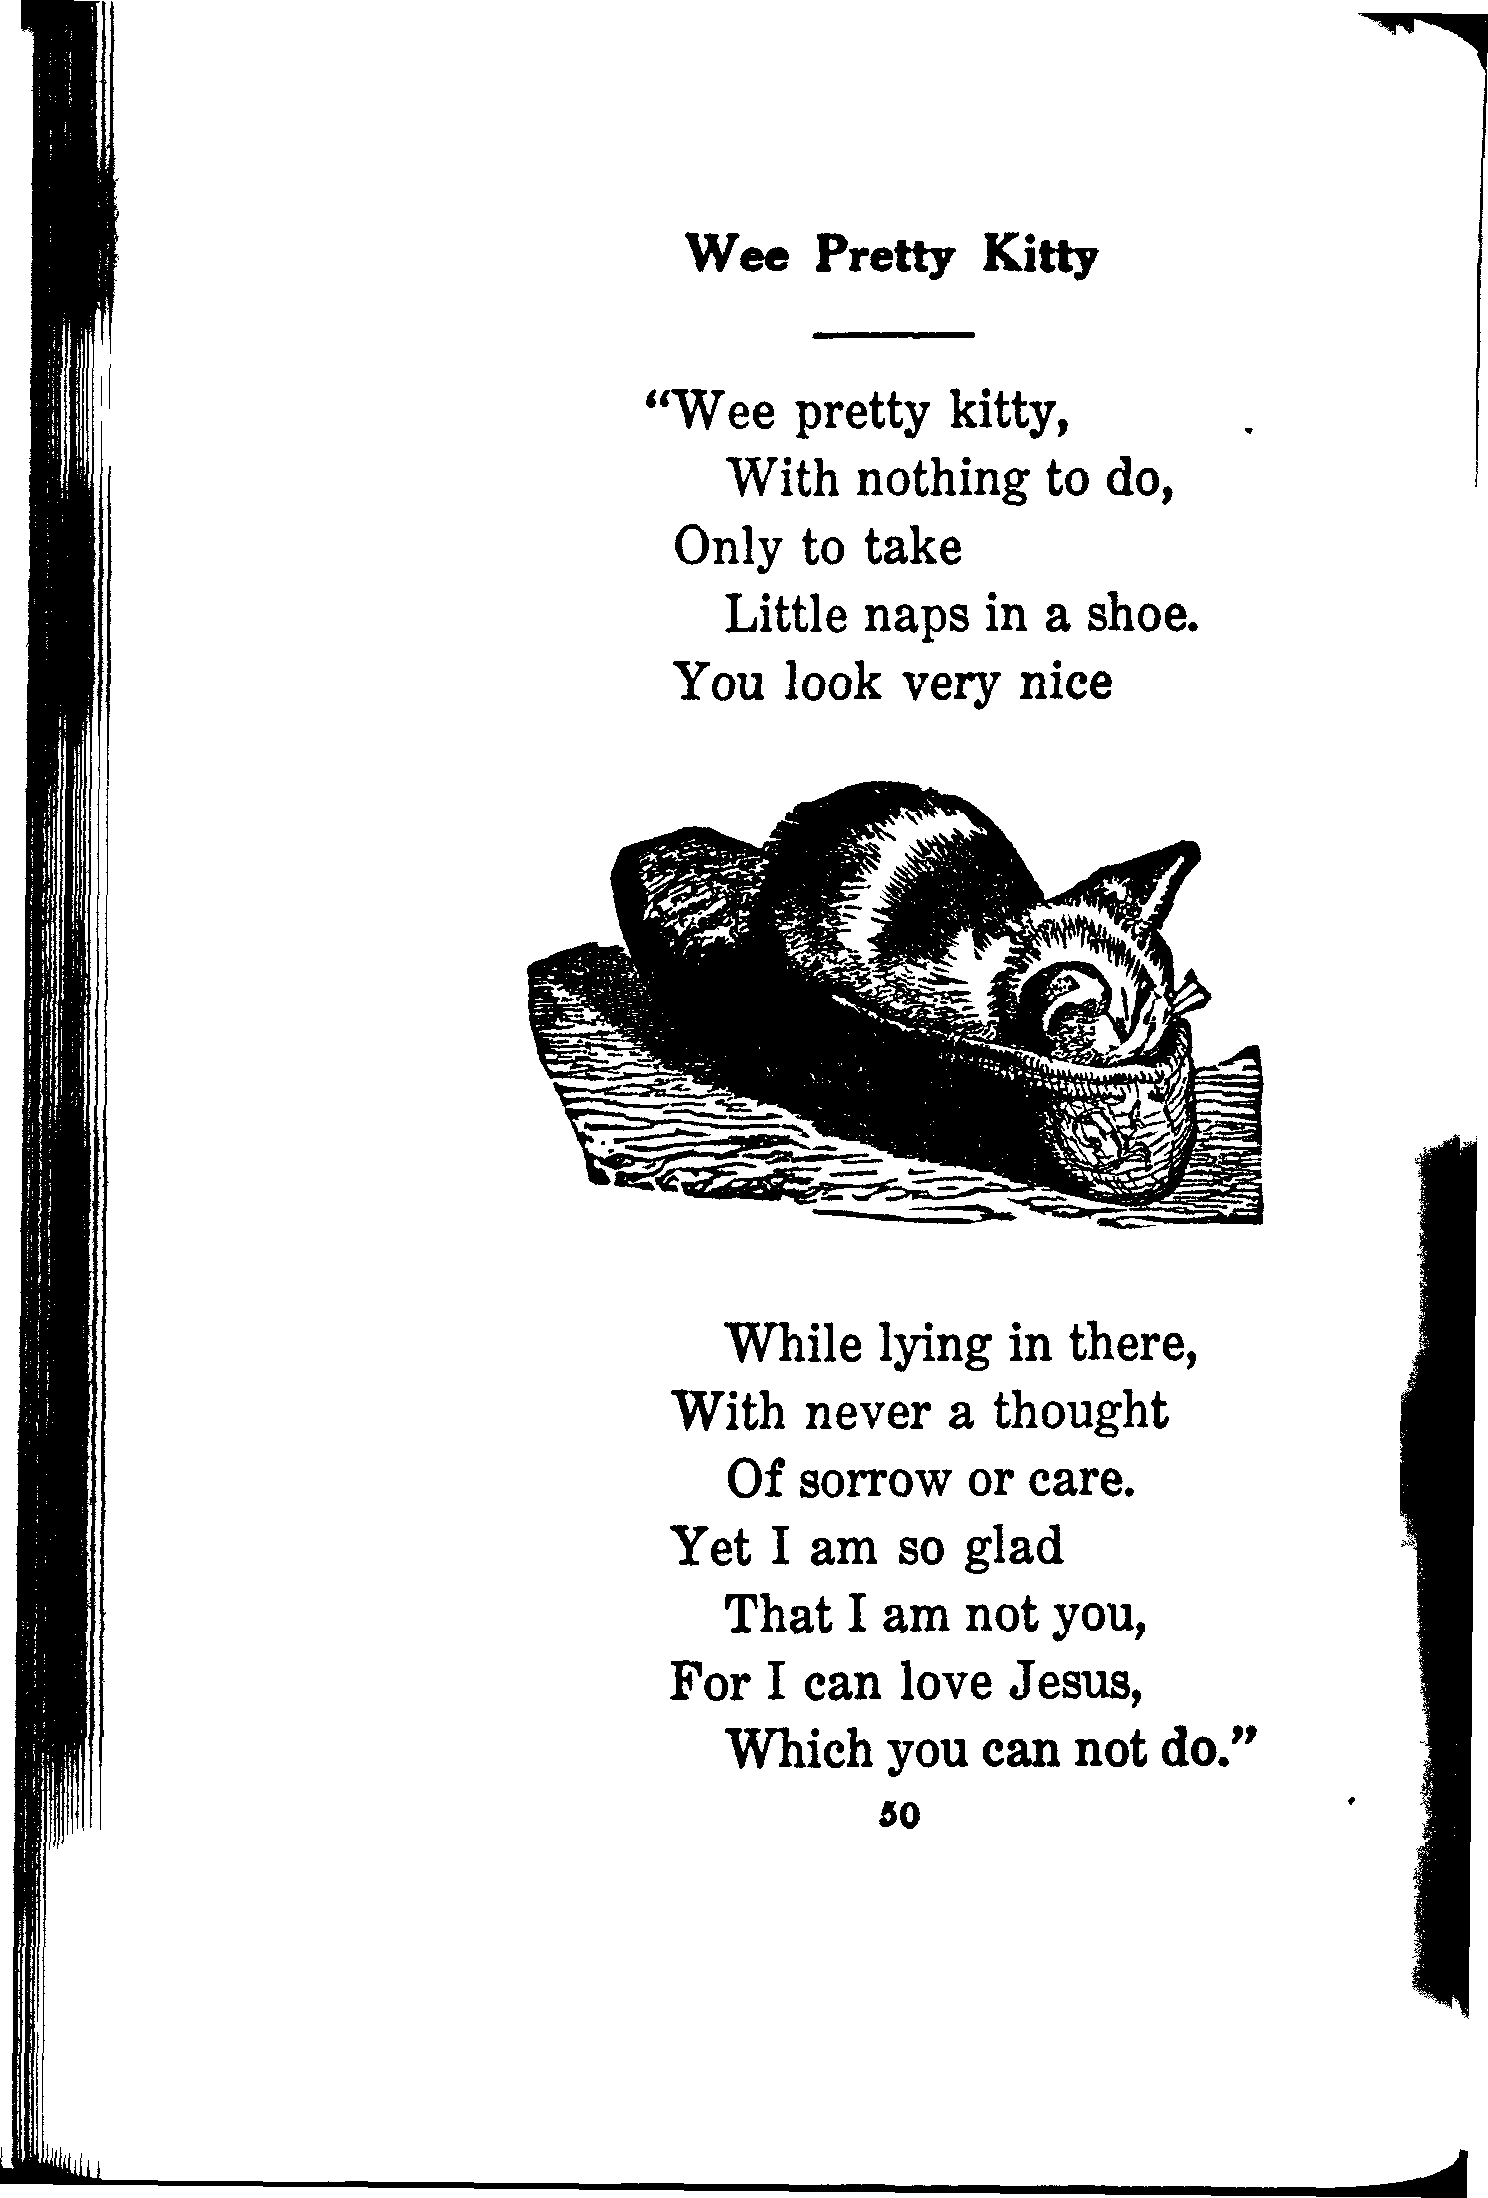 Wee Pretty Kitty
“Wee pretty kitty,
With nothing to do,
Only to take
Little naps in a shoe.
You look very nice
While lying in there,
With never a thought
Of sorrow or care.
Yet I am so glad
That I am not you,
For I can love Jesus,
Which you can not do.”
50